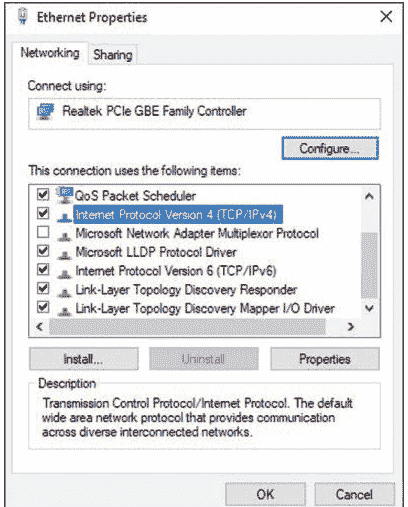 Ethernet Properties
Networking
Sharing
Connect using:
Realtek PCIe GBE Family Controller
Configure...
This connection uses the following items:
QoS Packet Scheduler
Internet Protocol Version 4 (TCP/IPv4)
Microsoft Network Adapter Multiplexor Protocol
Microsoft LLDP Protocol Driver
Internet Protocol Version 6 (TCP/IPv6)
Link-Layer Topology Discovery Responder
Link-Layer Topology Discovery Mapper I/O Driver
Install...
Uninstall
Properties
Description
Transmission Control Protocol/Internet Protocol. The default
wide area network protocol that provides communication
across diverse interconnected networks.
OK
Cancel